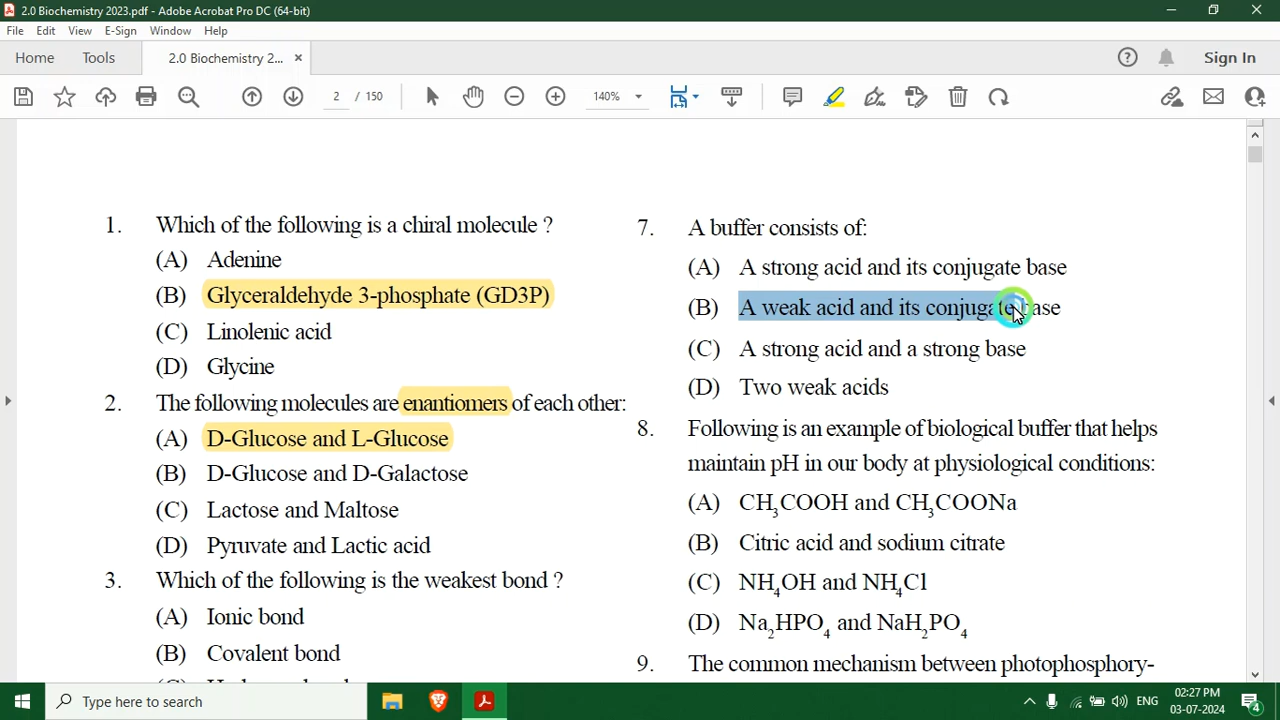 2.0 Biochemistry 2023.pdf - Adobe Acrobat Pro DC (64-bit)
File Edit View E-Sign Window Help
Home Tools 2.0 Biochemistry 2... × Sign In
2 / 150 140%
1. Which of the following is a chiral molecule ?
(A) Adenine
(B) Glyceraldehyde 3-phosphate (GD3P)
(C) Linolenic acid
(D) Glycine
2. The following molecules are enantiomers of each other:
(A) D-Glucose and L-Glucose
(B) D-Glucose and D-Galactose
(C) Lactose and Maltose
(D) Pyruvate and Lactic acid
3. Which of the following is the weakest bond ?
(A) Ionic bond
(B) Covalent bond
7. A buffer consists of:
(A) A strong acid and its conjugate base
(B) A weak acid and its conjugate base
(C) A strong acid and a strong base
(D) Two weak acids
8. Following is an example of biological buffer that helps
maintain pH in our body at physiological conditions:
(A) CH₃COOH and CH₃COONa
(B) Citric acid and sodium citrate
(C) NH₄OH and NH₄Cl
(D) Na₂HPO₄ and NaH₂PO₄
9. The common mechanism between photophosphory-
Type here to search
ENG
02:27 PM
03-07-2024
4